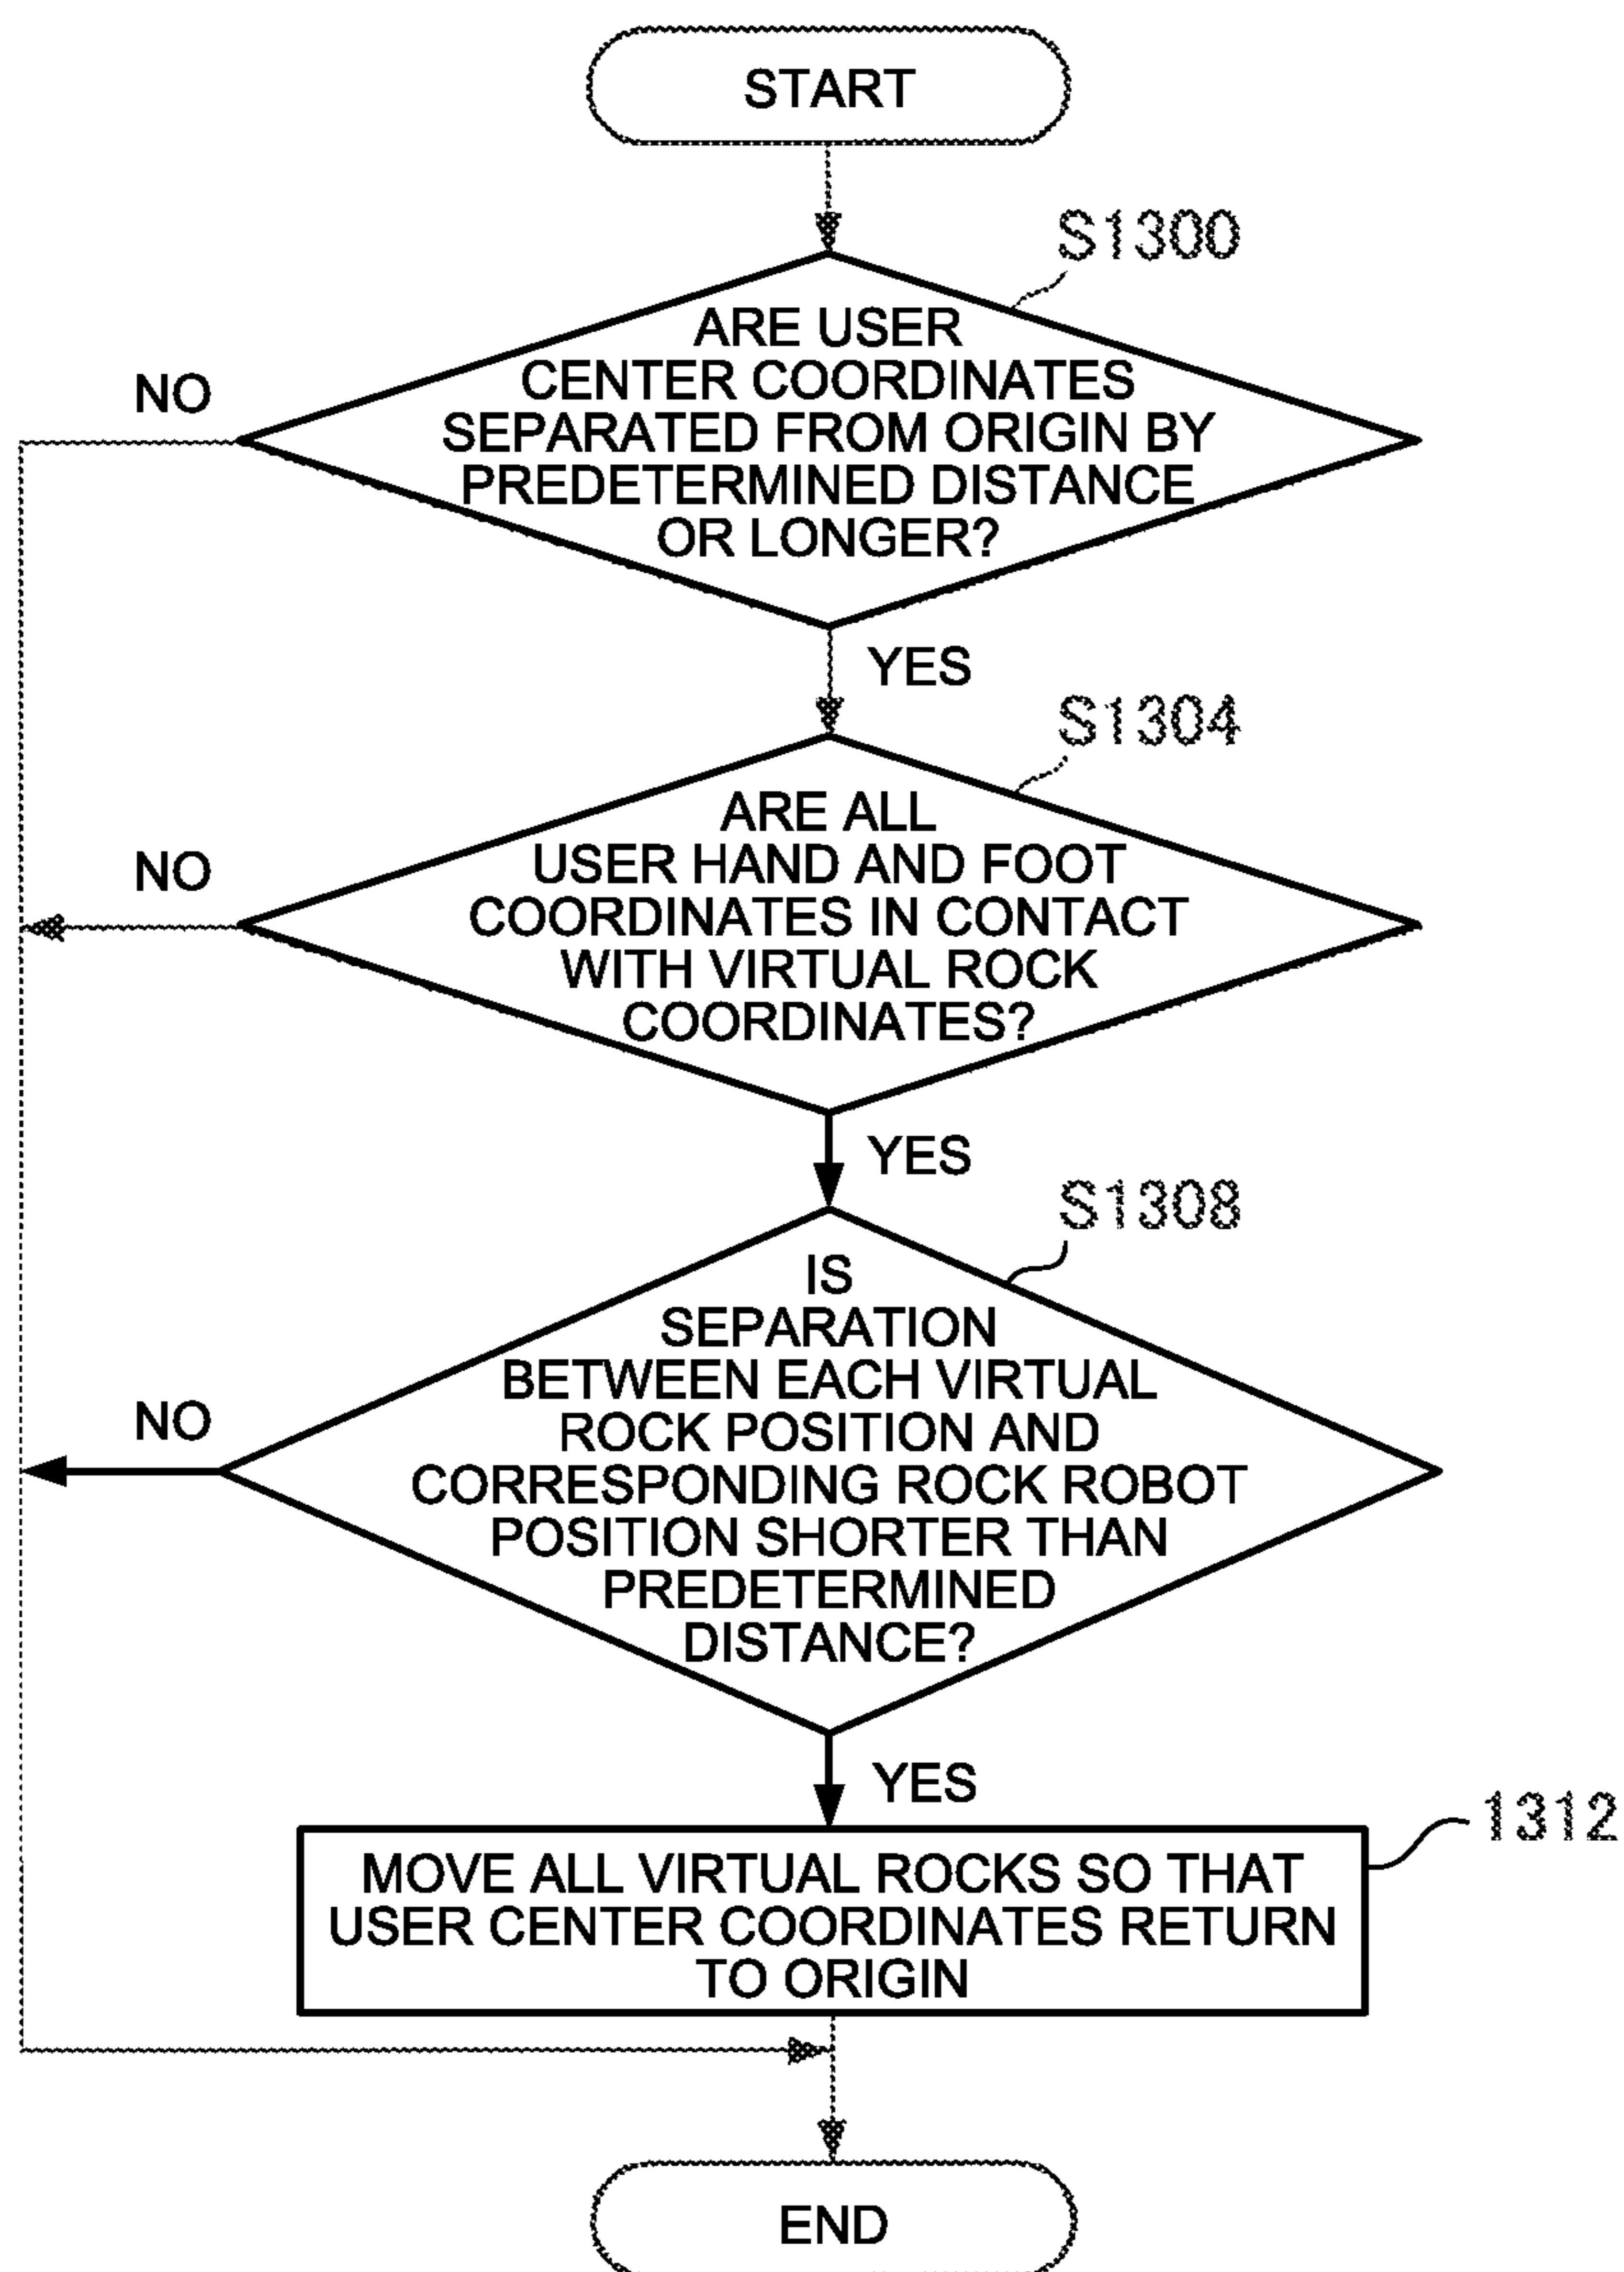 START
S1300
ARE USER
CENTER COORDINATES
SEPARATED FROM ORIGIN BY
PREDETERMINED DISTANCE
OR LONGER?
NO
YES
S1304
ARE ALL
USER HAND AND FOOT
COORDINATES IN CONTACT
WITH VIRTUAL ROCK
COORDINATES?
NO
YES
S1308
IS
SEPARATION
BETWEEN EACH VIRTUAL
ROCK POSITION AND
CORRESPONDING ROCK ROBOT
POSITION SHORTER THAN
PREDETERMINED
DISTANCE?
NO
YES
1312
MOVE ALL VIRTUAL ROCKS SO THAT
USER CENTER COORDINATES RETURN
TO ORIGIN
END